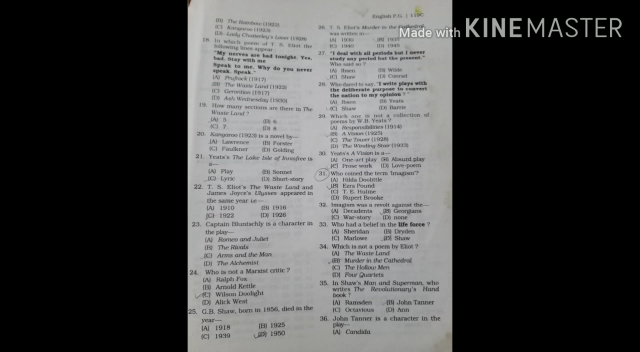 Made with KINEMASTER
English P.G. |
(B) The Rainbow (1922)
(C) Kangaroo (1923)
(D) Lady Chatterley's Lover (1928)
18. In which poem of T. S. Eliot the
following lines appear
"My nerves are bad tonight. Yes,
bad. Stay with me
Speak to me. Why do you never
speak. Speak."
(A) Prufrock (1917)
(B) The Waste Land (1922)
(C) Gerontion (1917)
(D) Ash Wednesday (1930)
19. How many sections are there in The
Waste Land ?
(A) 5 (B) 6
(C) 7 (D) 8
20. Kangaroo (1923) is a novel by—
(A) Lawrence (B) Forster
(C) Faulkner (D) Golding
21. Yeats's The Lake Isle of Innisfree is
a—
(A) Play (B) Sonnet
(C) Lyric (D) Short-story
22. T. S. Eliot's The Waste Land and
James Joyce's Ulysses appeared in
the same year i.e—
(A) 1910 (B) 1916
(C) 1922 (D) 1926
23. Captain Bluntschly is a character in
the play—
(A) Romeo and Juliet
(B) The Rivals
(C) Arms and the Man
(D) The Alchemist
24. Who is not a Marxist critic ?
(A) Ralph Fox
(B) Arnold Kettle
(C) Wilson Doolight
(D) Alick West
25. G.B. Shaw, born in 1856, died in the
year—
(A) 1918 (B) 1925
(C) 1939 (D) 1950
26. T. S. Eliot's Murder in the Cathedral
was written in—
(A) 1930 (B) 1935
(C) 1940 (D) 1945
27. "I deal with all periods but I never
study any period but the present."
Who said so ?
(A) Ibsen (B) Wilde
(C) Shaw (D) Conrad
28. Who dared to say: "I write plays with
the deliberate purpose to convert
the nation to my opinion"
(A) Ibsen (B) Yeats
(C) Shaw (D) Barrie
29. Which one is not a collection of
poems by W.B. Yeats ?
(A) Responsibilities (1914)
(B) A Vision (1925)
(C) The Tower (1928)
(D) The Winding Stair (1933)
30. Yeats's A Vision is a—
(A) One-act play (B) Absurd play
(C) Prose work (D) Love-poem
31. Who coined the term 'Imagism'?
(A) Hilda Doolittle
(B) Ezra Pound
(C) T. E. Hulme
(D) Rupert Brooke
32. Imagism was a revolt against the—
(A) Decadents (B) Georgians
(C) War-story (D) none
33. Who had a belief in the life force ?
(A) Sheridan (B) Dryden
(C) Marlowe (D) Shaw
34. Which is not a poem by Eliot ?
(A) The Waste Land
(B) Murder in the Cathedral
(C) The Hollow Men
(D) Four Quartets
35. In Shaw's Man and Superman, who
writes The Revolutionary's Hand
book ?
(A) Ramsden (B) John Tanner
(C) Octavious (D) Ann
36. John Tanner is a character in the
play—
(A) Candida